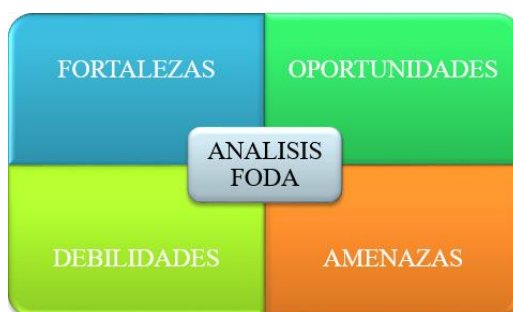 FORTALEZAS
OPORTUNIDADES
ANALISIS
FODA
DEBILIDADES
AMENAZAS